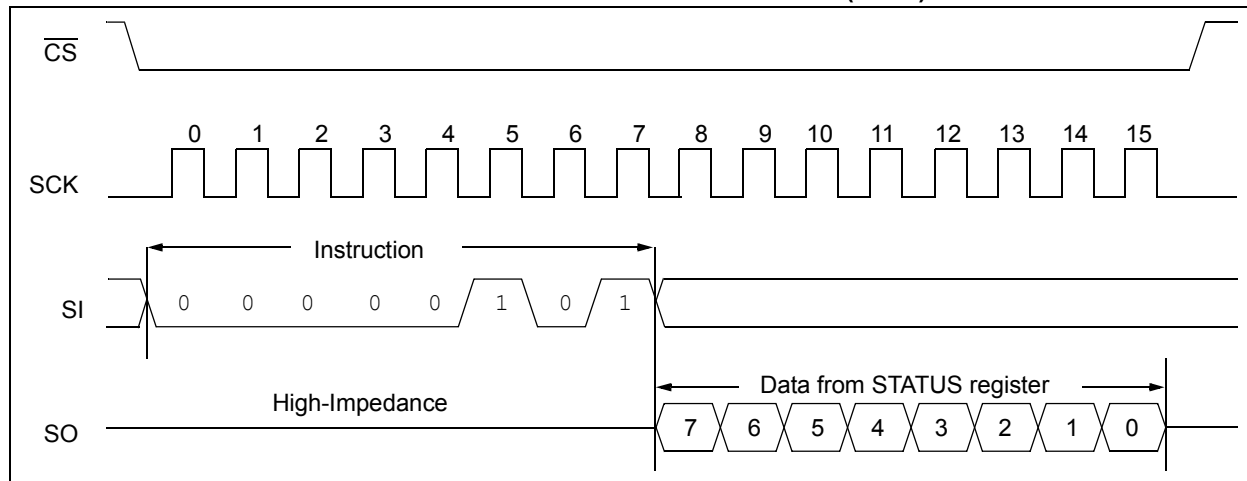 CS
0 1 2 3 4 5 6 7 8 9 10 11 12 13 14 15
SCK
Instruction
SI 0 0 0 0 0 1 0 1
Data from STATUS register
High-Impedance
SO 7 6 5 4 3 2 1 0